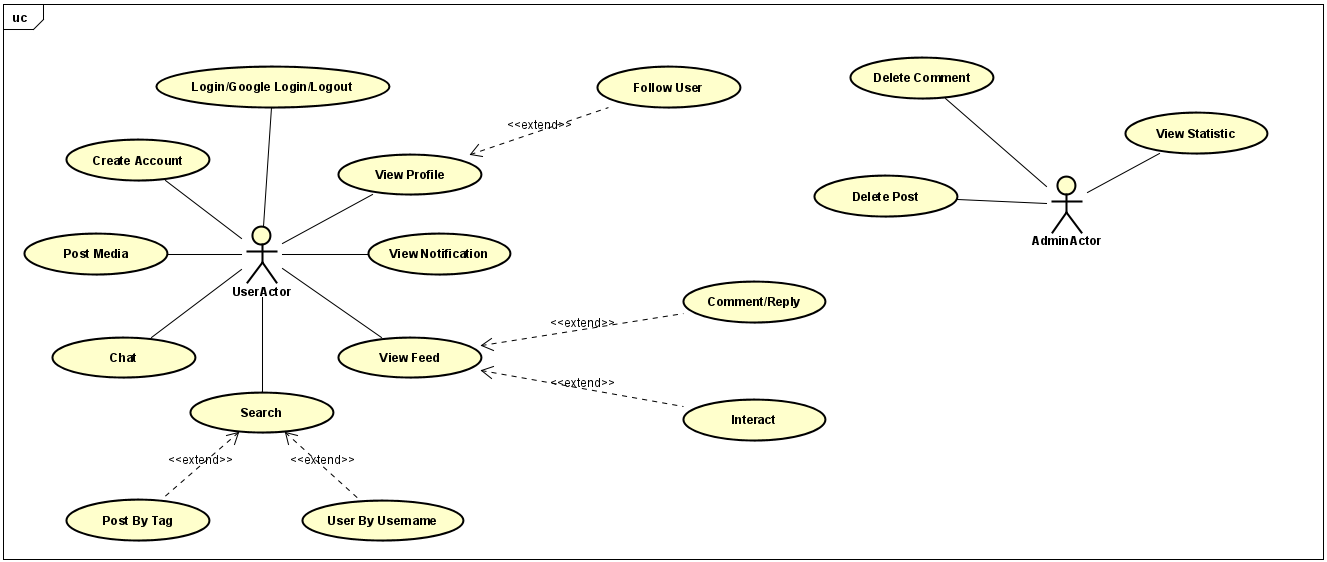 uc
Login/Google Login/Logout
Follow User
Delete Comment
<<extend>>
View Statistic
Create Account
View Profile
Delete Post
AdminActor
Post Media
View Notification
UserActor
Comment/Reply
<<extend>>
Chat
View Feed
<<extend>>
Search
Interact
<<extend>>
<<extend>>
Post By Tag
User By Username